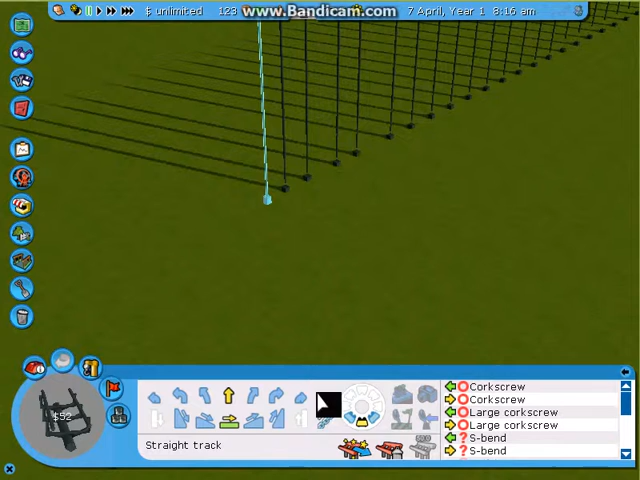 $ unlimited
123
www.Bandicam.com
7 April, Year 1 8:16 am
$52
Straight track
Corkscrew
Corkscrew
Large corkscrew
Large corkscrew
S-bend
S-bend